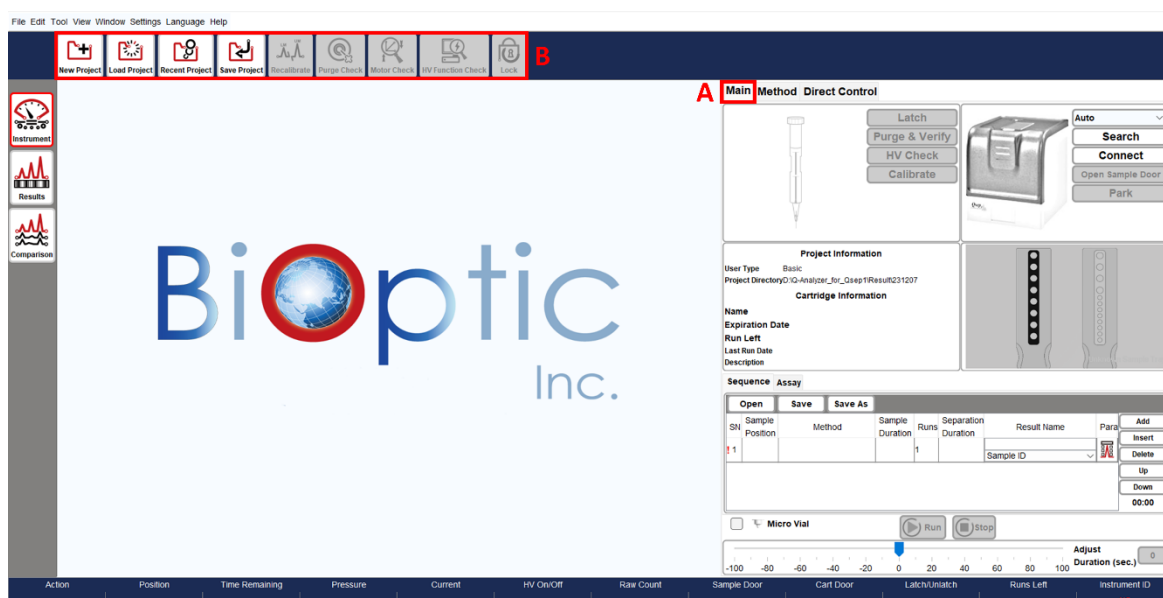 File Edit Tool View Window Settings Language Help
New Project Load Project Recent Project Save Project Recalibrate Purge Check Motor Check HV Function Check Lock B
A Main Method Direct Control
Instrument
Results
Comparison
BiOptic
Inc.
Latch
Purge & Verify
HV Check
Calibrate
Auto
Search
Connect
Open Sample Door
Park
Project Information
User Type Basic
Project Directory D:\Q-Analyzer_for_Qsep1\Result\231207
Cartridge Information
Name
Expiration Date
Run Left
Last Run Date
Description
Sequence Assay
Open Save Save As
SN Sample Position Method Sample Duration Runs Separation Duration Result Name Para
! 1 1 Sample ID
Add
Insert
Delete
Up
Down
00:00
Micro Vial Run Stop
-100 -80 -60 -40 -20 0 20 40 60 80 100
Adjust
Duration (sec.) 0
Action Position Time Remaining Pressure Current HV On/Off Raw Count Sample Door Cart Door Latch/Unlatch Runs Left Instrument ID